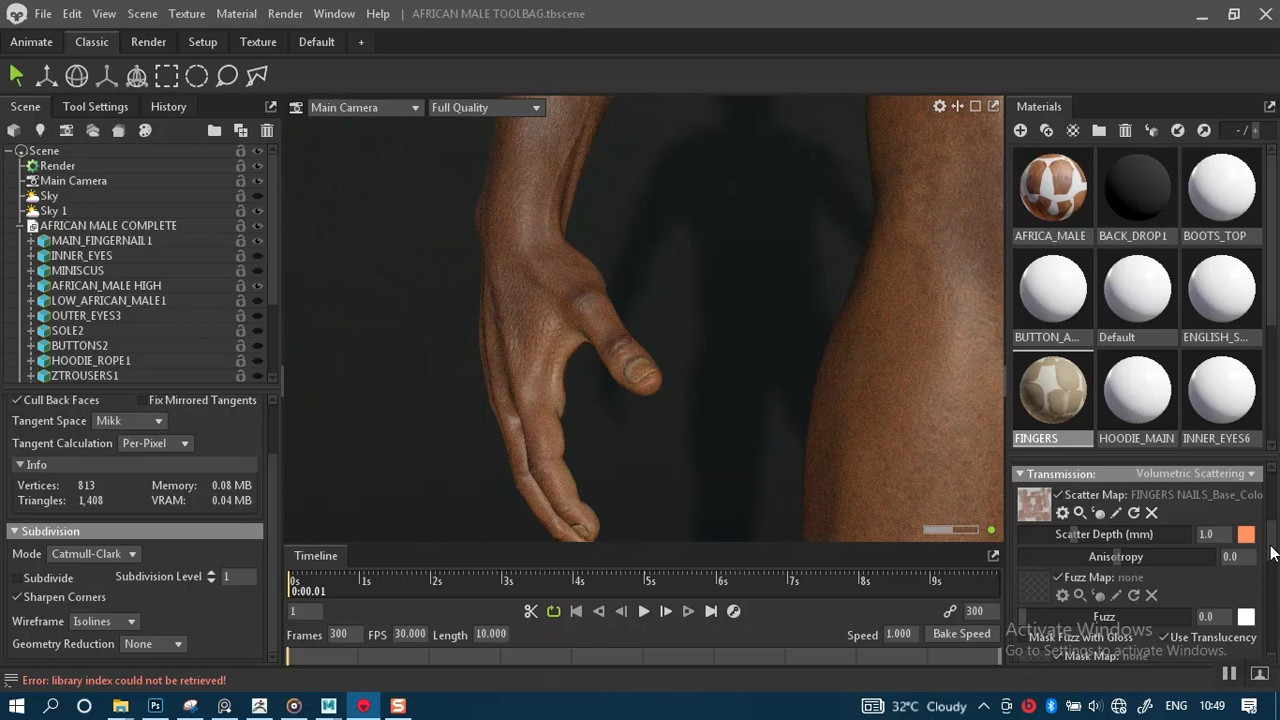 File Edit View Scene Texture Material Render Window Help AFRICAN MALE TOOLBAG.tbscene
Animate Classic Render Setup Texture Default +
Scene Tool Settings History
Main Camera Full Quality
Materials
- / +
Scene
Render
Main Camera
Sky
Sky 1
AFRICAN MALE COMPLETE
MAIN_FINGERNAIL1
INNER_EYES
MINISCUS
AFRICAN_MALE HIGH
LOW_AFRICAN_MALE1
OUTER_EYES3
SOLE2
BUTTONS2
HOODIE_ROPE1
ZTROUSERS1
Cull Back Faces Fix Mirrored Tangents
Tangent Space Mikk
Tangent Calculation Per-Pixel
Info
Vertices: 813 Memory: 0.08 MB
Triangles: 1,408 VRAM: 0.04 MB
Subdivision
Mode Catmull-Clark
Subdivide Subdivision Level 1
Sharpen Corners
Wireframe Isolines
Geometry Reduction None
Timeline
0s 1s 2s 3s 4s 5s 6s 7s 8s 9s
0:00.01
1 300
Frames 300 FPS 30.000 Length 10.000 Speed 1.000 Bake Speed
AFRICA_MALE BACK_DROP1 BOOTS_TOP
BUTTON_A... Default ENGLISH_S...
FINGERS HOODIE_MAIN INNER_EYES6
Transmission: Volumetric Scattering
Scatter Map: FINGERS NAILS_Base_Colo
Scatter Depth (mm) 1.0
Anisotropy 0.0
Fuzz Map: none
Fuzz 0.0
Mask Fuzz with Gloss Use Translucency
Mask Map: none
Activate Windows
Go to Settings to activate Windows.
Error: library index could not be retrieved!
32°C Cloudy ENG 10:49